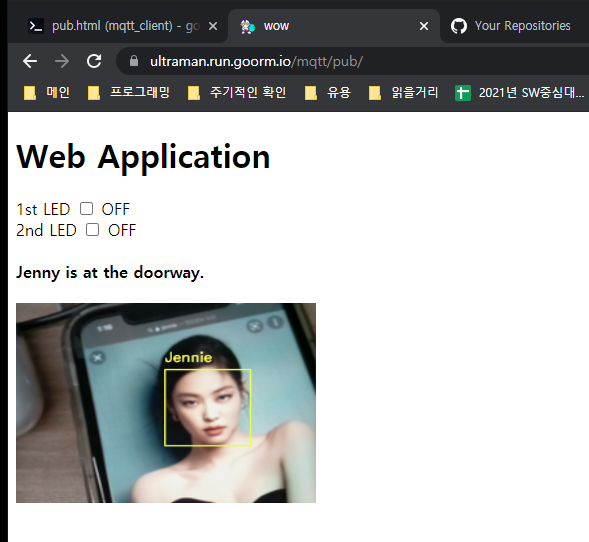 pub.html (mqtt_client) - go
wow
Your Repositories
ultraman.run.goorm.io/mqtt/pub/
메인
프로그래밍
주기적인 확인
유용
읽을거리
2021년 SW중심대...
Web Application
1st LED OFF
2nd LED OFF
Jenny is at the doorway.
Jennie